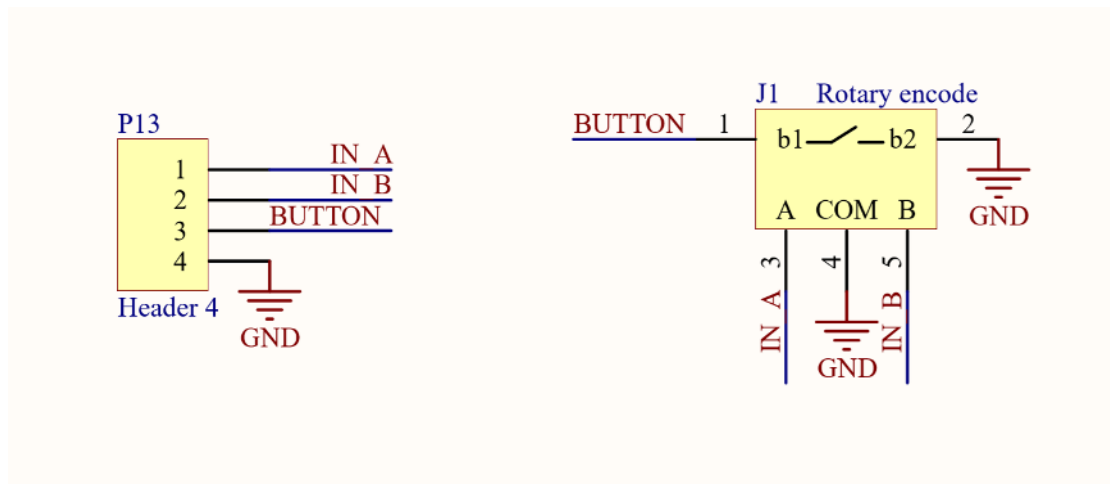 P13
1
IN A
2
IN B
3
BUTTON
4
GND
Header 4
J1 Rotary encode
BUTTON 1
b1 b2
2
GND
A COM B
3
4
5
IN A
IN B
GND